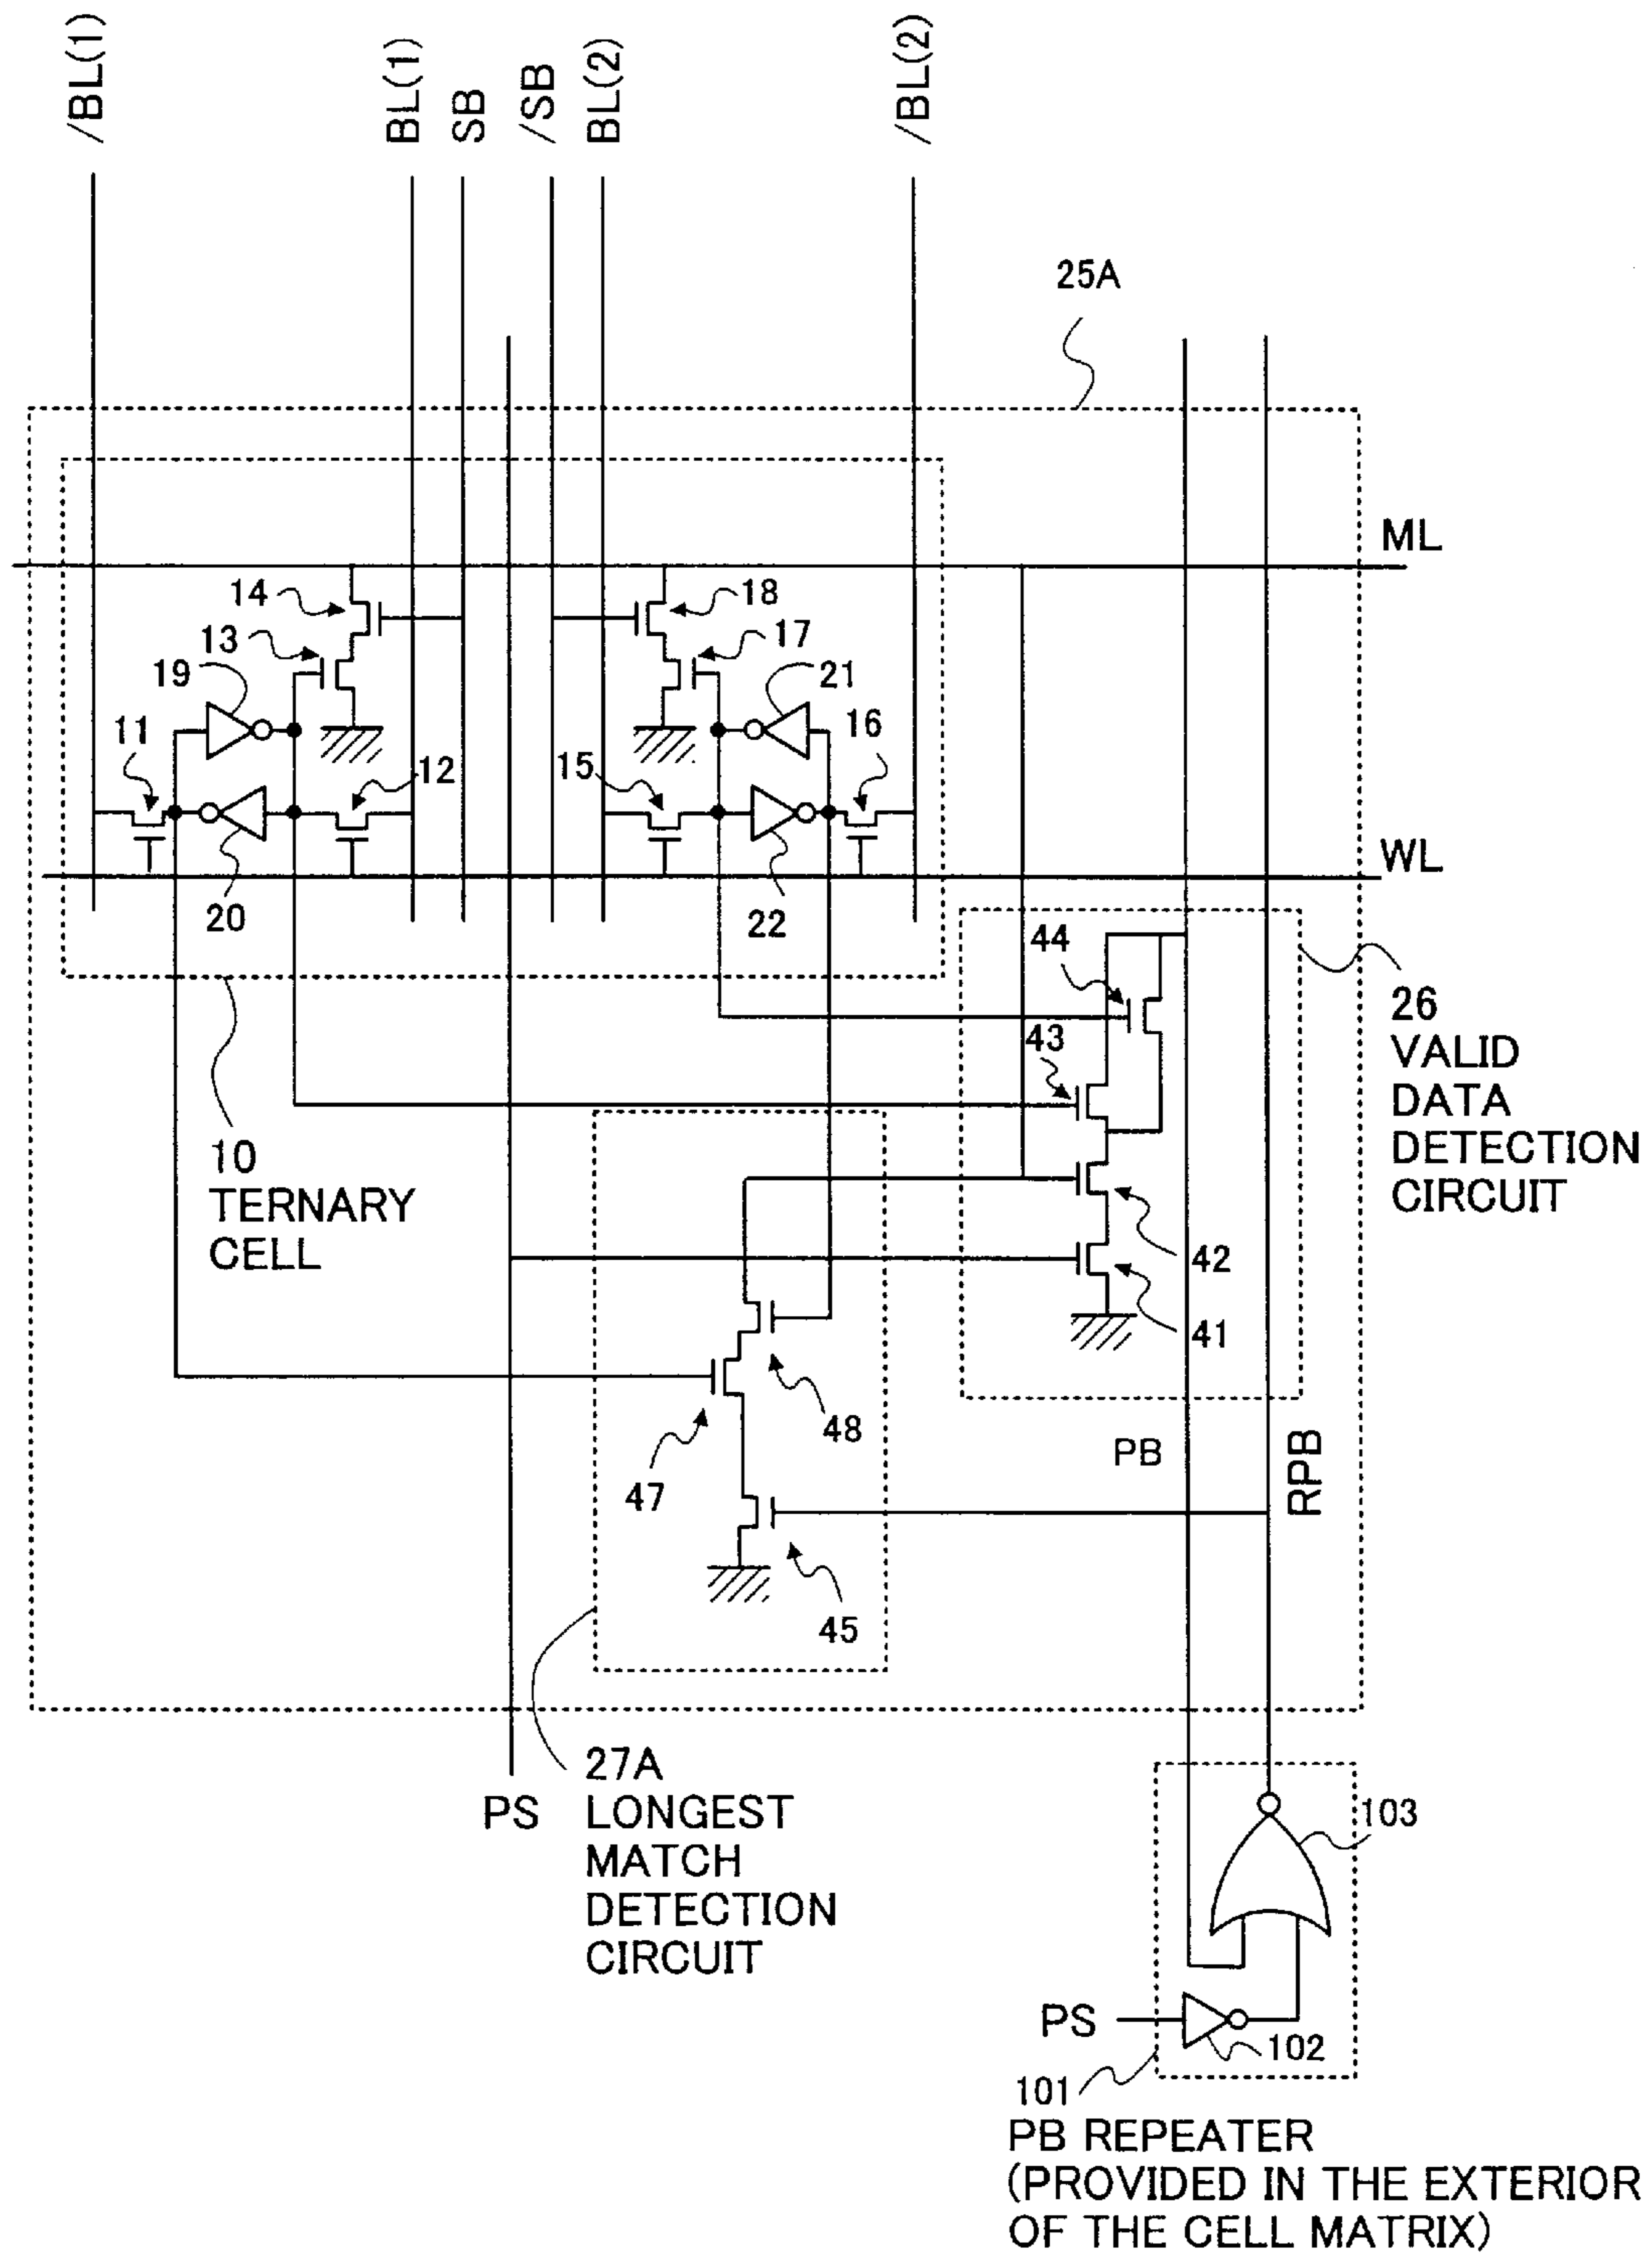 /BL(1)
BL(1)
SB
/SB
BL(2)
/BL(2)
25A
ML
14
18
13
17
19
21
11
16
12
15
WL
20
22
44
26
VALID
DATA
DETECTION
CIRCUIT
43
10
TERNARY
CELL
42
41
48
47
PB
RPB
45
27A
LONGEST
MATCH
DETECTION
CIRCUIT
PS
103
PS
102
101
PB REPEATER
(PROVIDED IN THE EXTERIOR
OF THE CELL MATRIX)